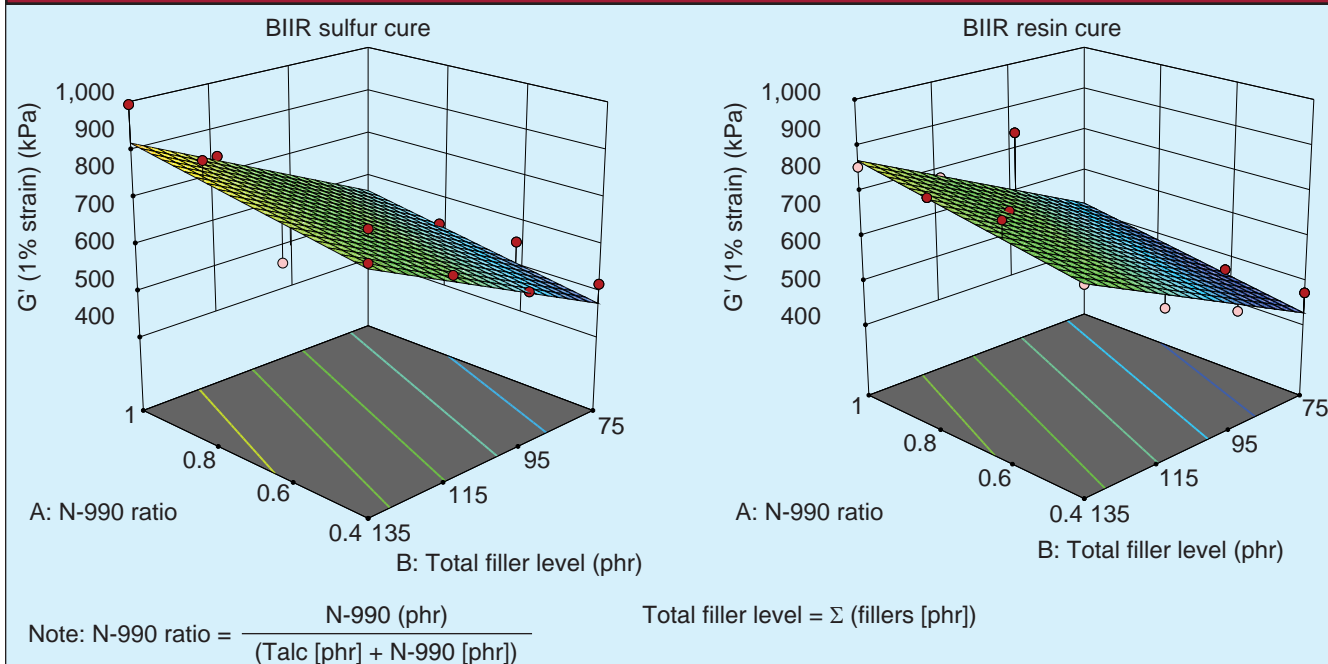 BIIR sulfur cure
G' (1% strain) (kPa)
1,000
900
800
700
600
500
400
1
0.8
0.6
0.4
135
115
95
75
A: N-990 ratio
B: Total filler level (phr)
BIIR resin cure
G' (1% strain) (kPa)
1,000
900
800
700
600
500
400
1
0.8
0.6
0.4
135
115
95
75
A: N-990 ratio
B: Total filler level (phr)
Note: N-990 ratio =
N-990 (phr)
(Talc [phr] + N-990 [phr])
Total filler level = Σ (fillers [phr])